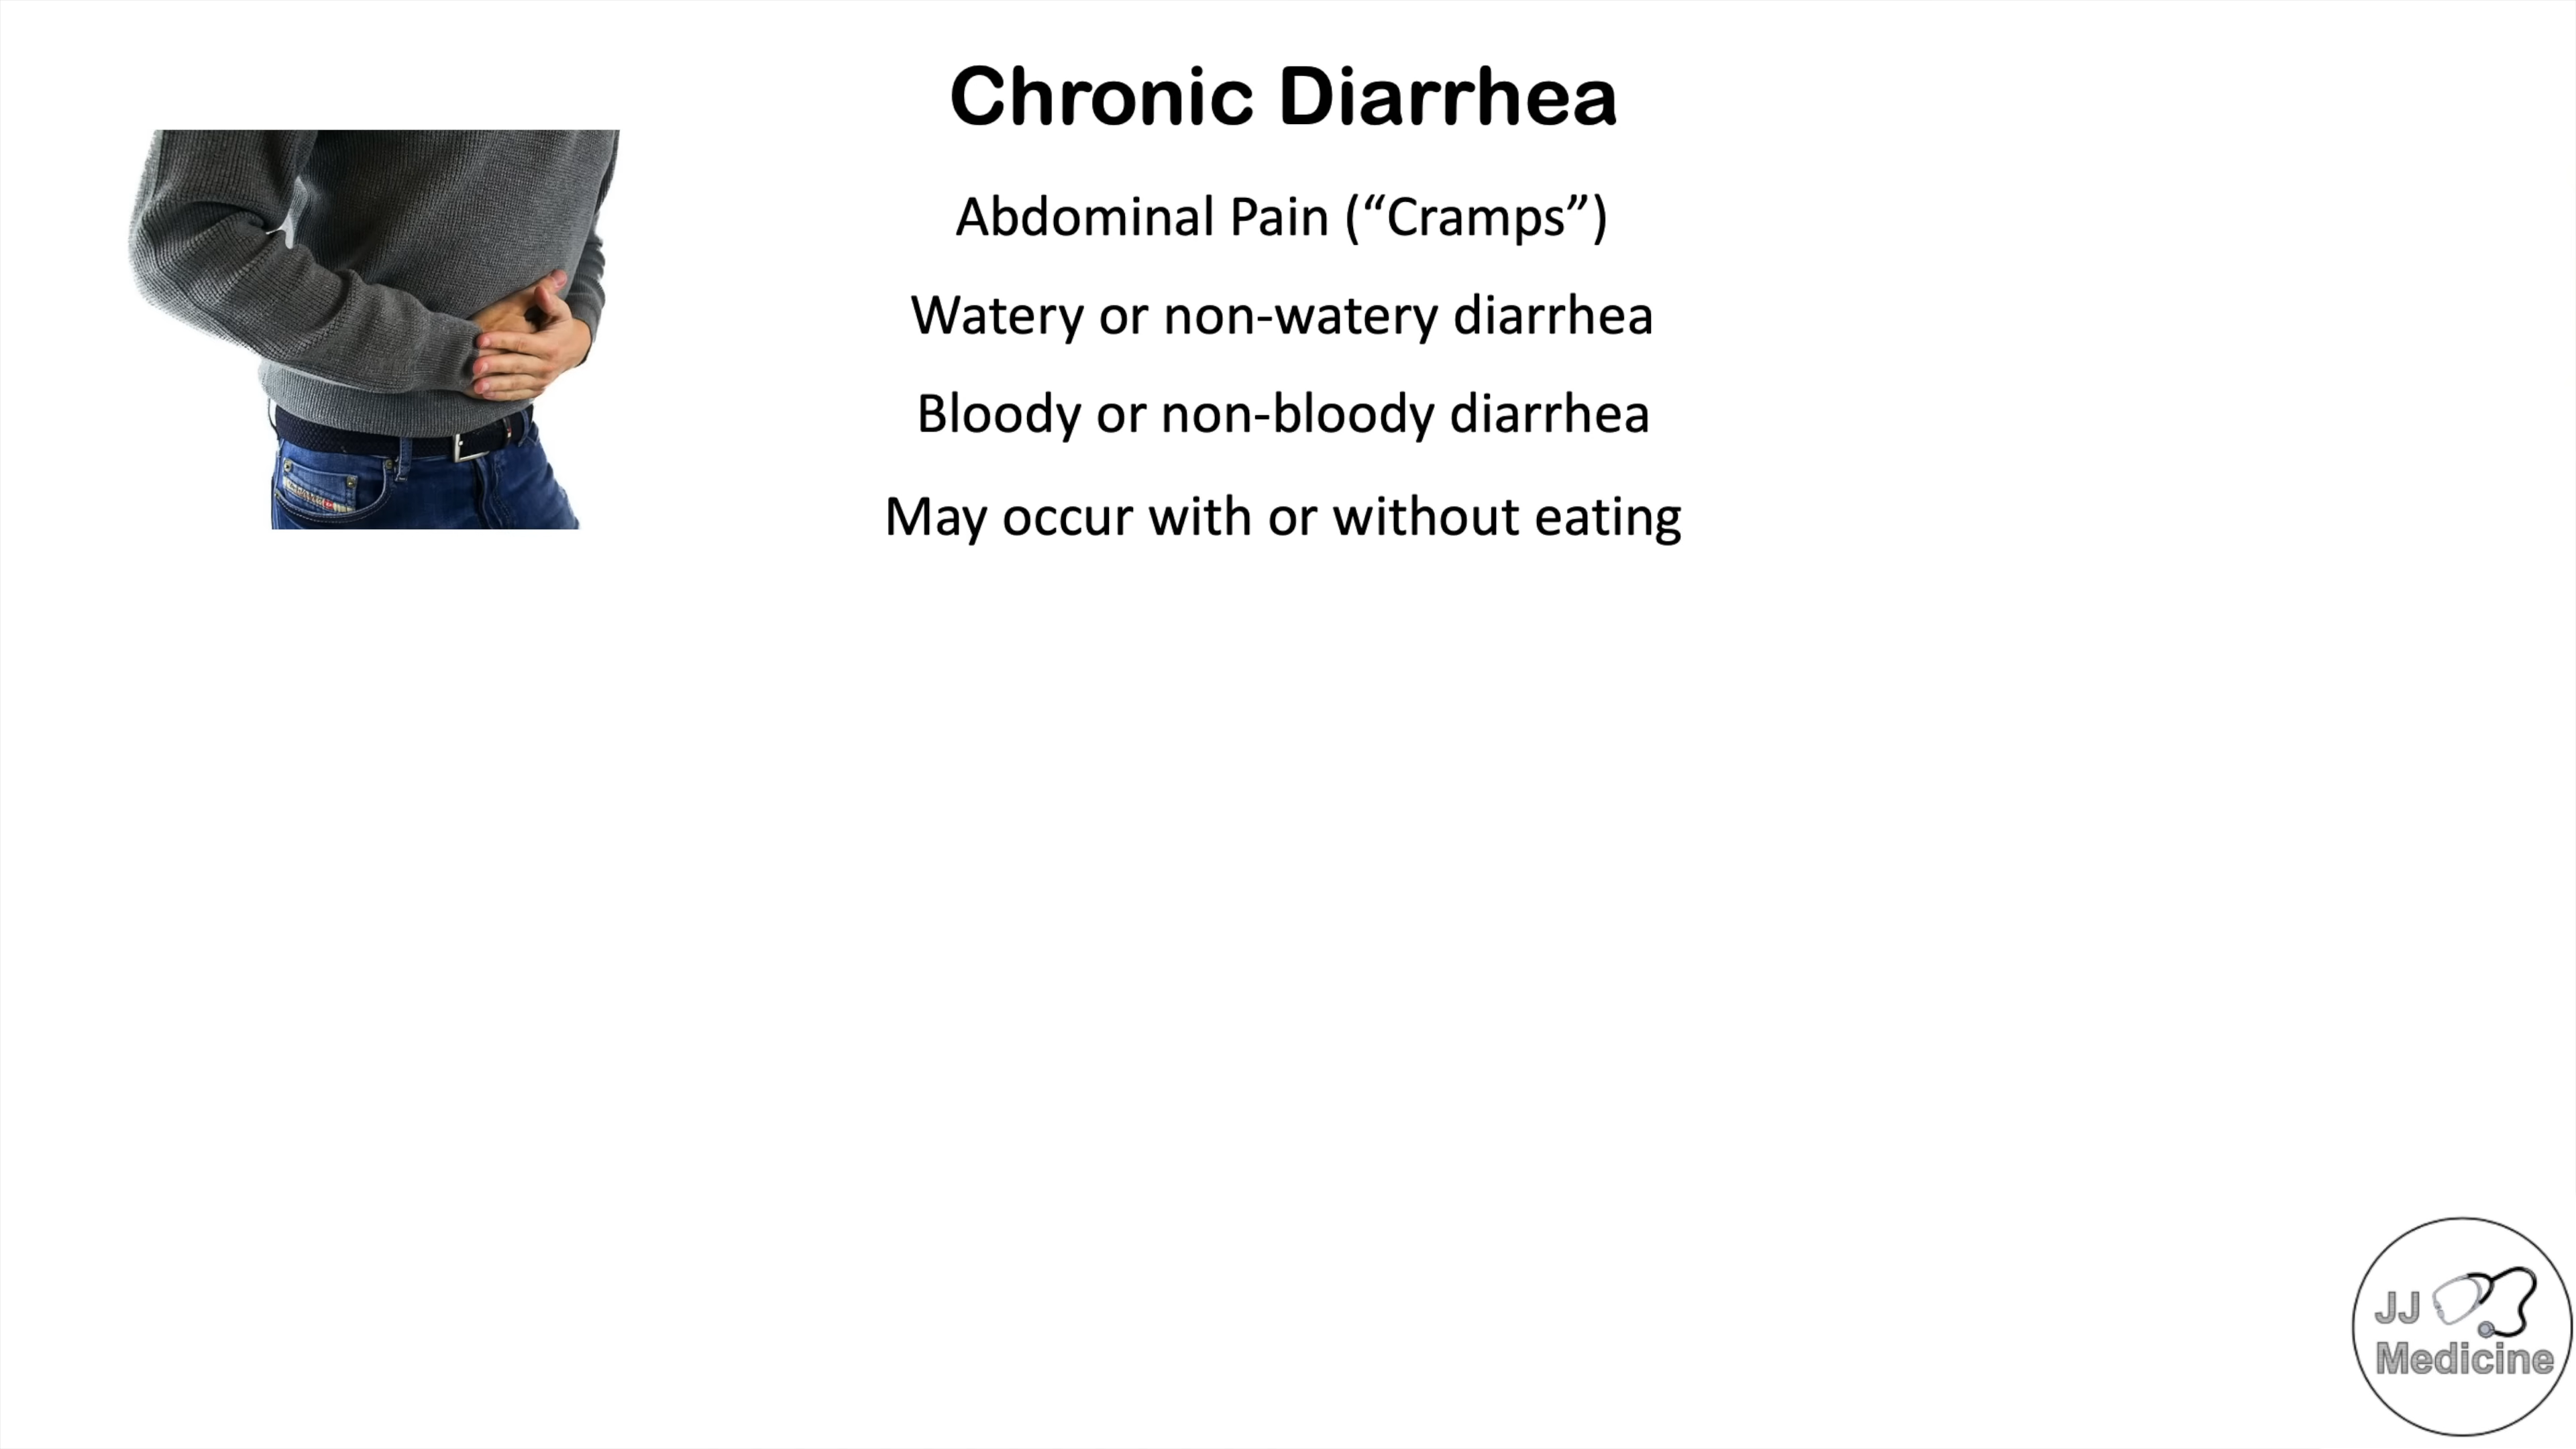 Chronic Diarrhea
Abdominal Pain (“Cramps”)
Watery or non-watery diarrhea
Bloody or non-bloody diarrhea
May occur with or without eating
JJ
Medicine